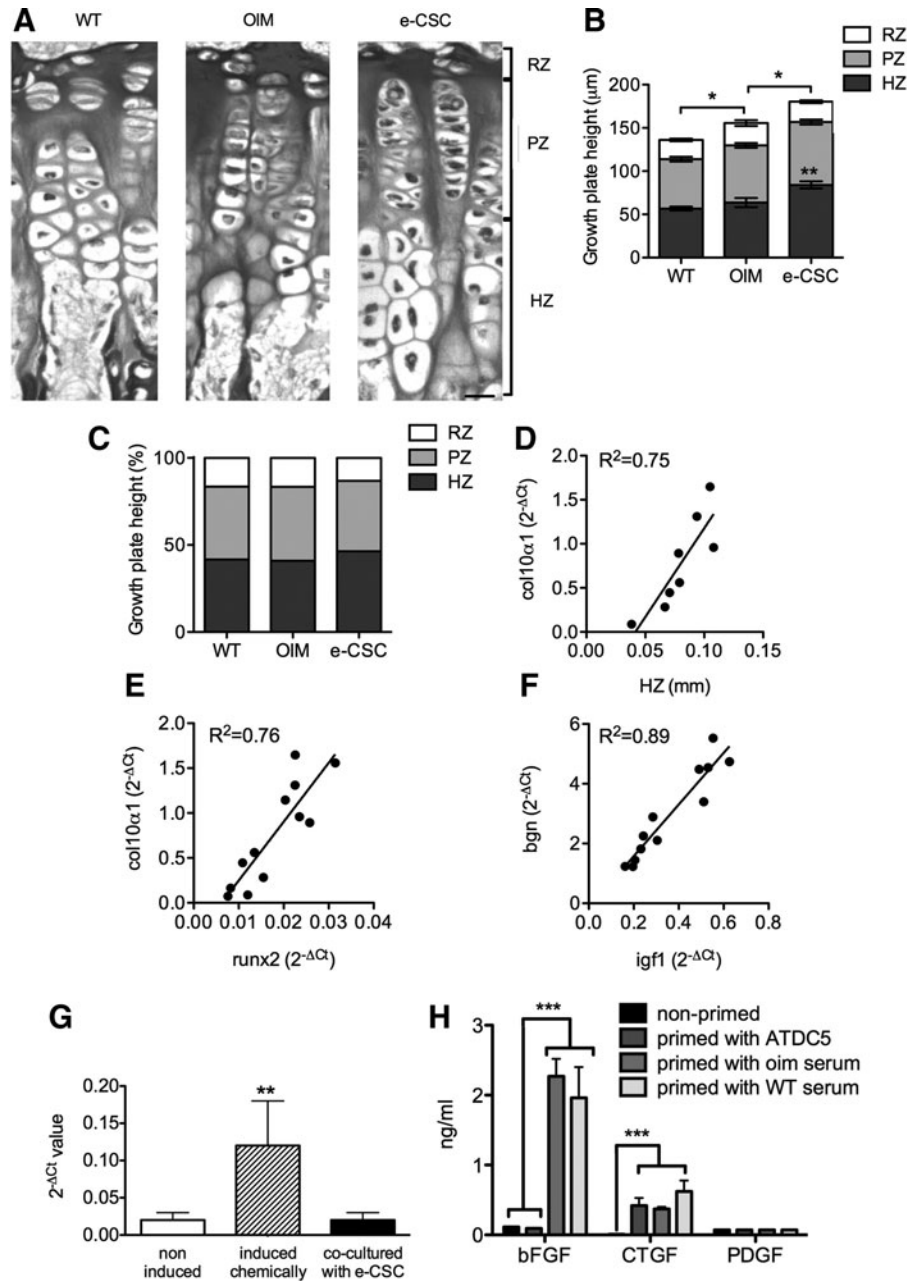 A
WT
OIM
e-CSC
RZ
PZ
HZ
B
RZ
PZ
HZ
Growth plate height (μm)
200
150
100
50
0
*
*
**
WT
OIM
e-CSC
C
RZ
PZ
HZ
Growth plate height (%)
100
50
0
WT
OIM
e-CSC
D
R²=0.75
col10α1 (2^-ΔCt)
2.0
1.5
1.0
0.5
0.0
0.00 0.05 0.10 0.15
HZ (mm)
E
R²=0.76
col10α1 (2^-ΔCt)
2.0
1.5
1.0
0.5
0.0
0.00 0.01 0.02 0.03 0.04
runx2 (2^-ΔCt)
F
R²=0.89
bgn (2^-ΔCt)
6
4
2
0
0.0 0.2 0.4 0.6 0.8
igf1 (2^-ΔCt)
G
2^-ΔCt value
0.20
0.15
0.10
0.05
0.00
**
non
induced
induced
chemically
co-cultured
with e-CSC
H
non-primed
primed with ATDC5
primed with oim serum
primed with WT serum
ng/ml
3
2
1
0
***
***
bFGF
CTGF
PDGF